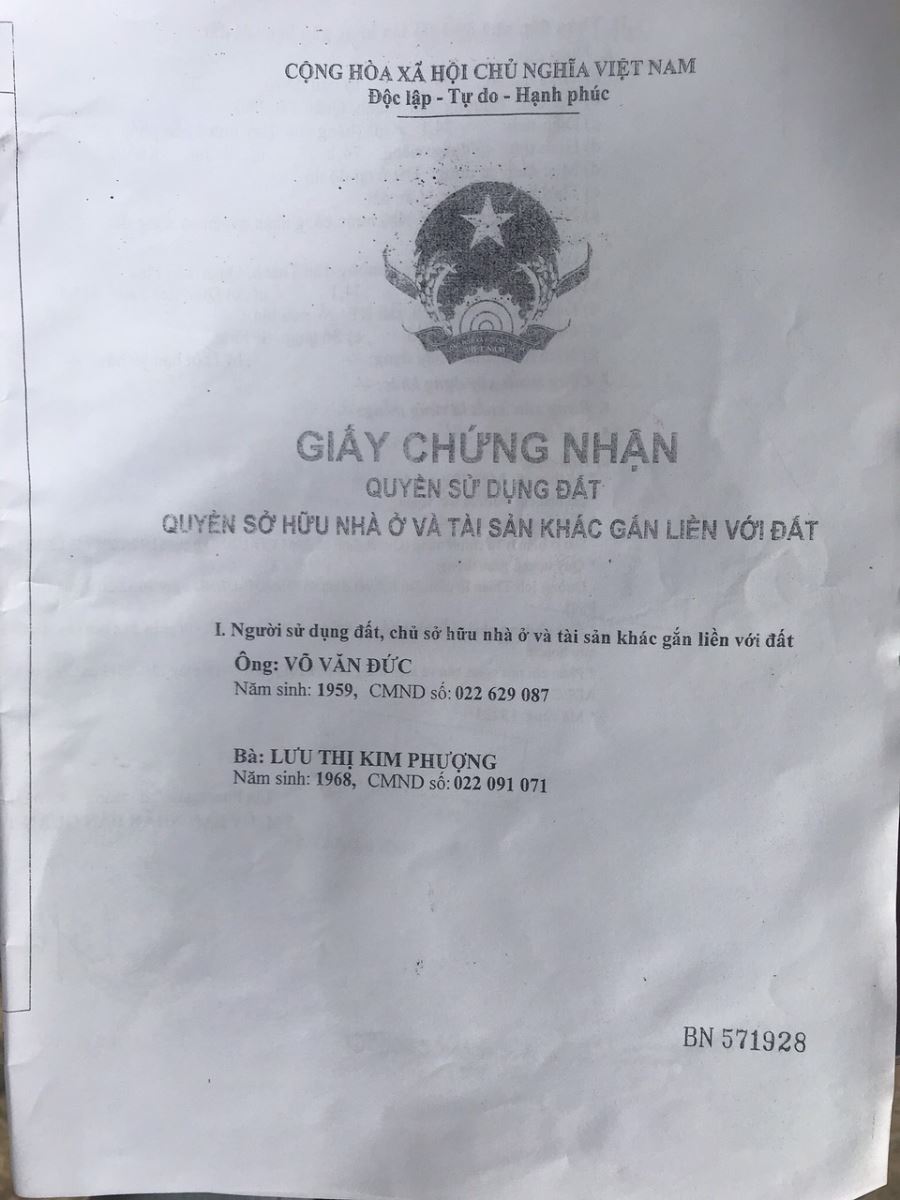 CỘNG HÒA XÃ HỘI CHỦ NGHĨA VIỆT NAM
Độc lập - Tự do - Hạnh phúc
VIỆT NAM
GIẤY CHỨNG NHẬN
QUYỀN SỬ DỤNG ĐẤT
QUYỀN SỞ HỮU NHÀ Ở VÀ TÀI SẢN KHÁC GẮN LIỀN VỚI ĐẤT
I. Người sử dụng đất, chủ sở hữu nhà ở và tài sản khác gắn liền với đất
Ông: VÕ VĂN ĐỨC
Năm sinh: 1959, CMND số: 022 629 087
Bà: LƯU THỊ KIM PHƯỢNG
Năm sinh: 1968, CMND số: 022 091 071
BN 571928